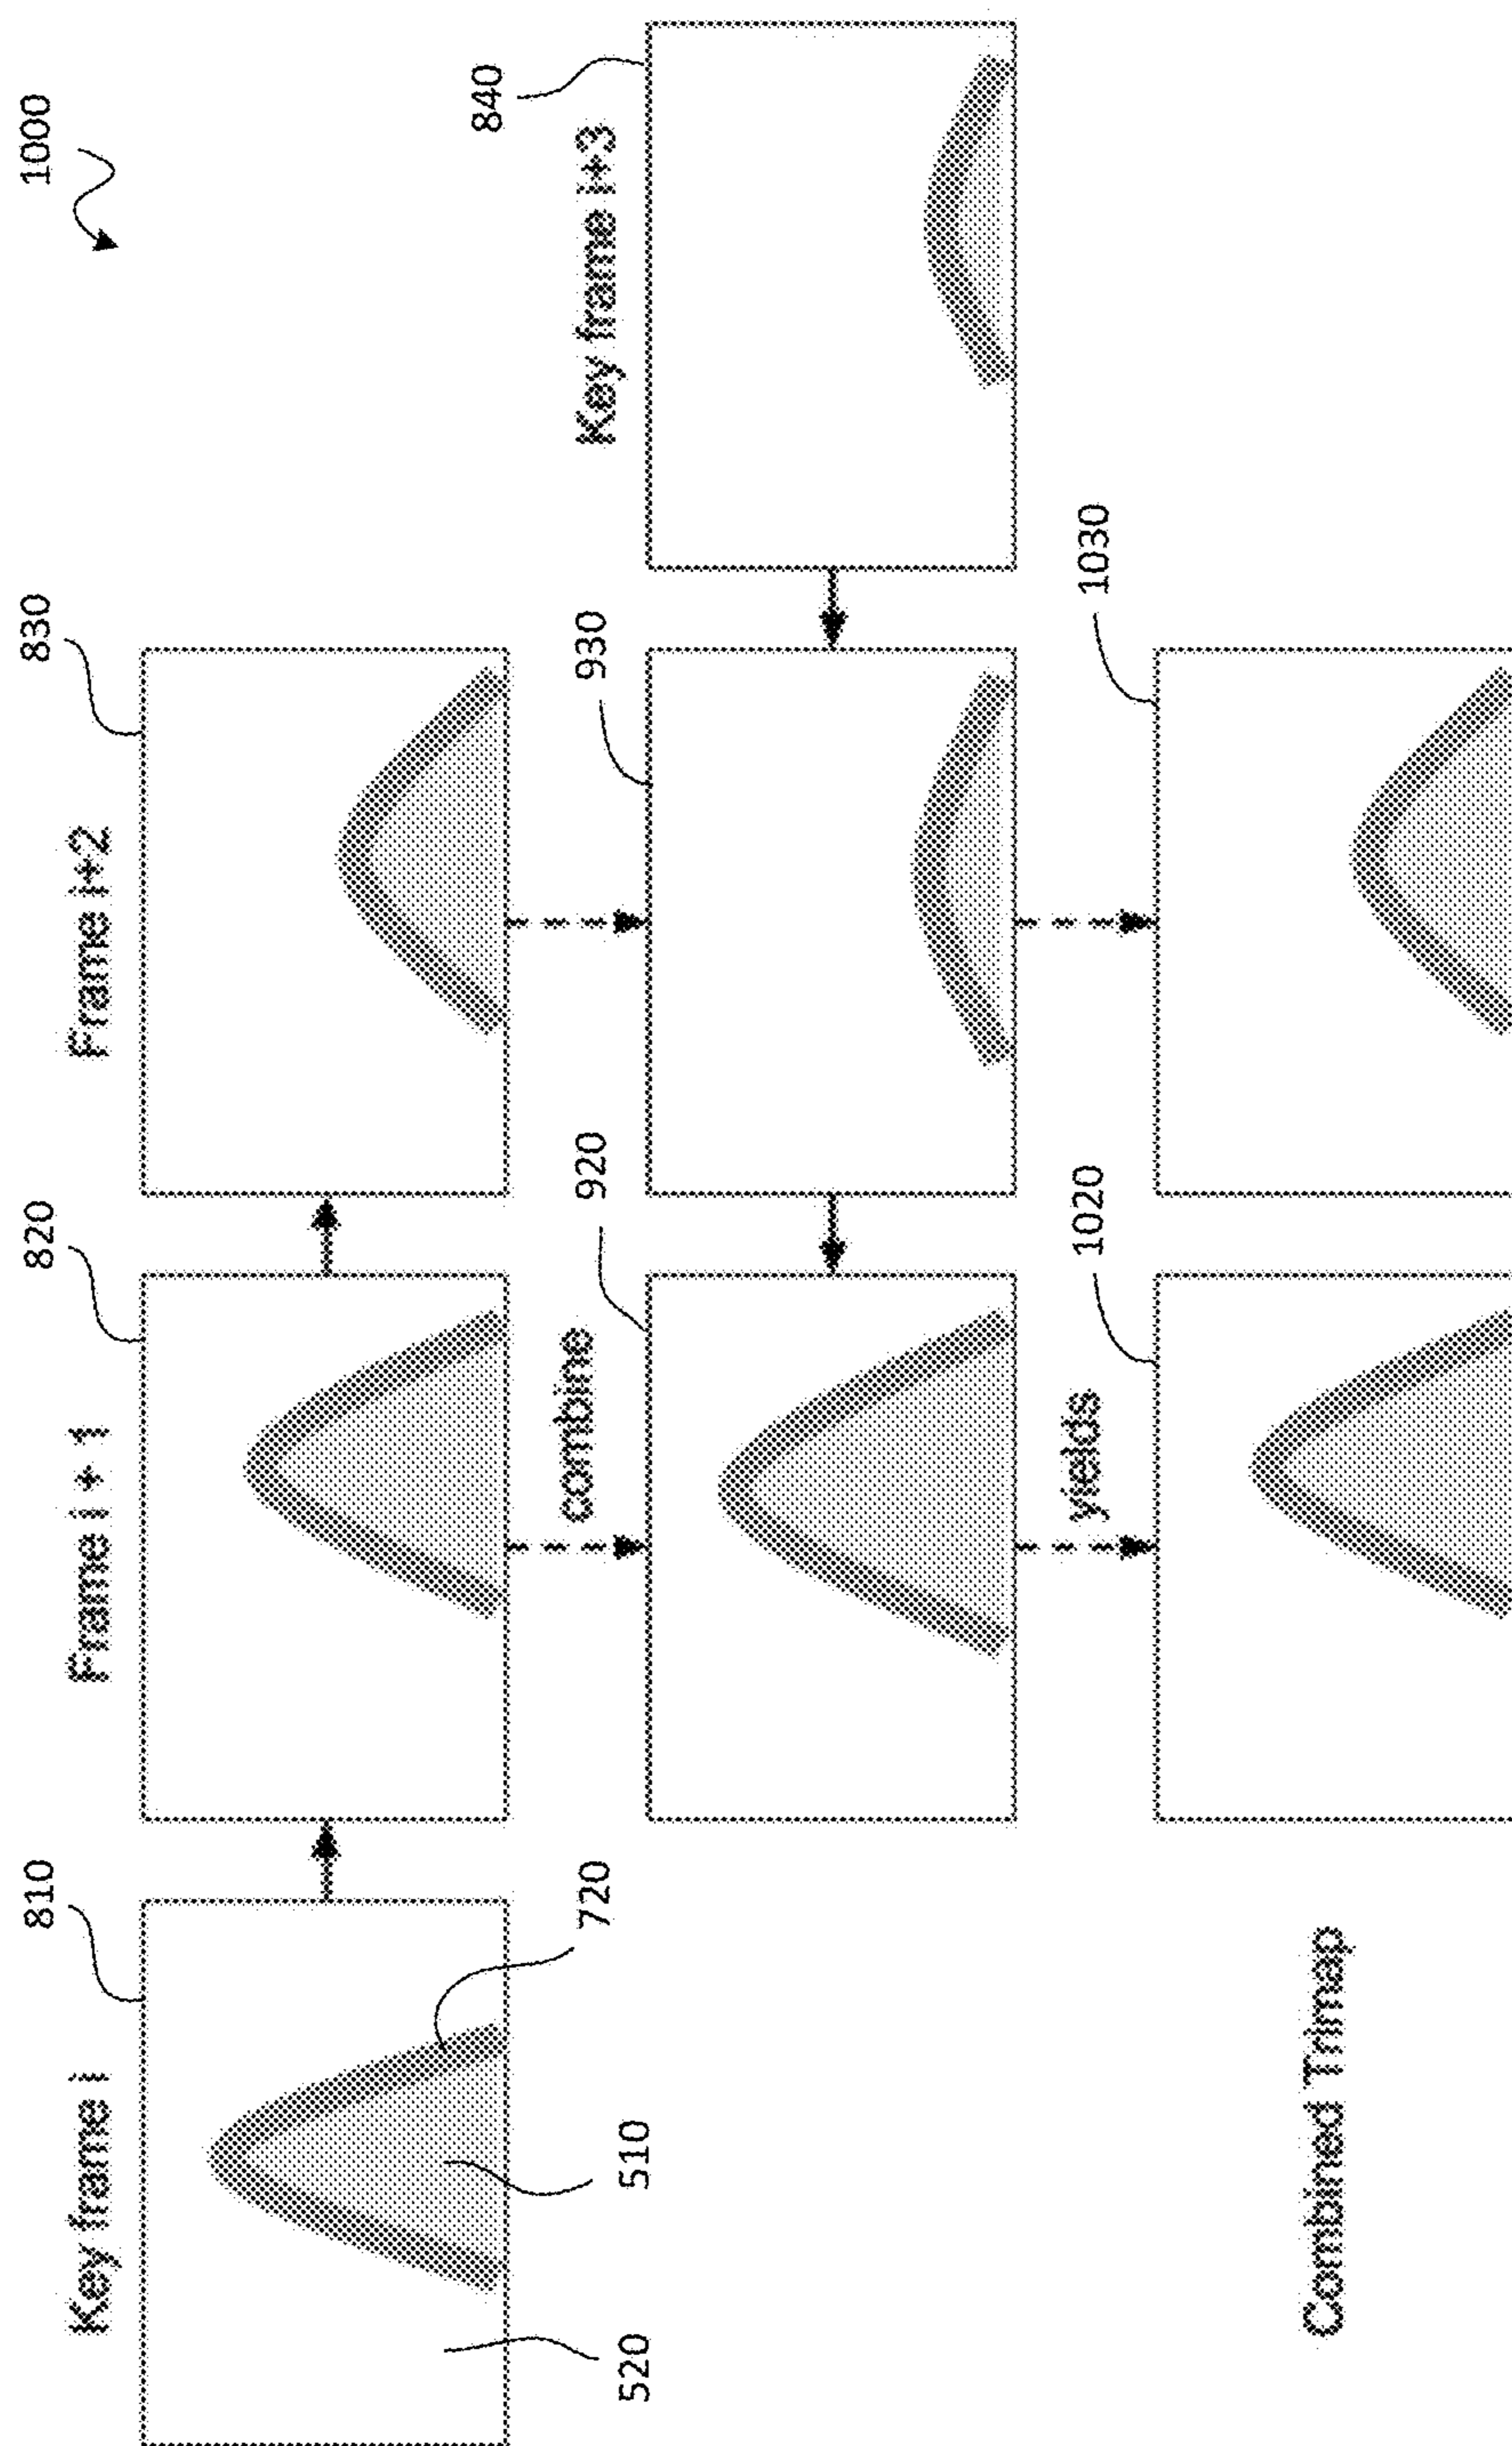 1000
810
820
830
Key frame i
Frame i + 1
Frame i+2
520
510
720
combine
920
930
Key frame i+3
840
yields
1020
1030
Combined Trimap